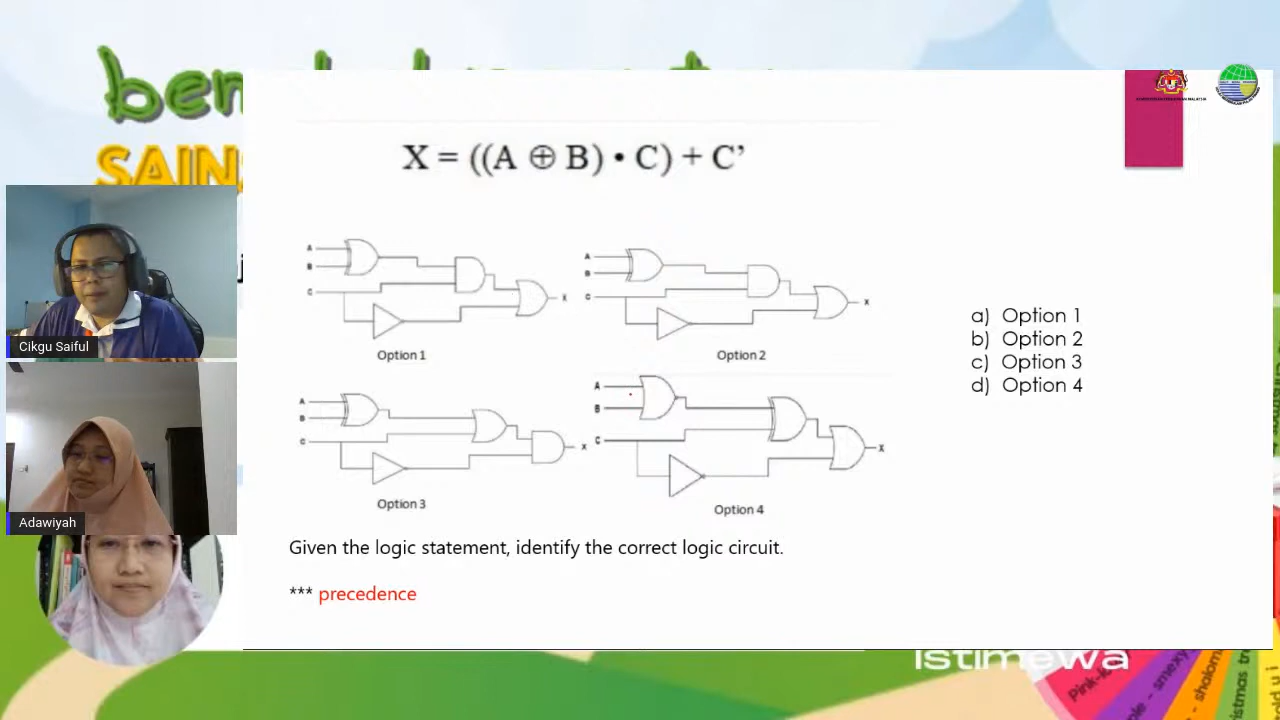 SAIN
X = ((A ⊕ B) • C) + C’
A
B
C
X
Option 1
A
B
C
X
Option 2
A
B
C
X
Option 3
A
B
C
X
Option 4
a) Option 1
b) Option 2
c) Option 3
d) Option 4
Given the logic statement, identify the correct logic circuit.
*** precedence
Cikgu Saiful
Adawiyah
istimewa